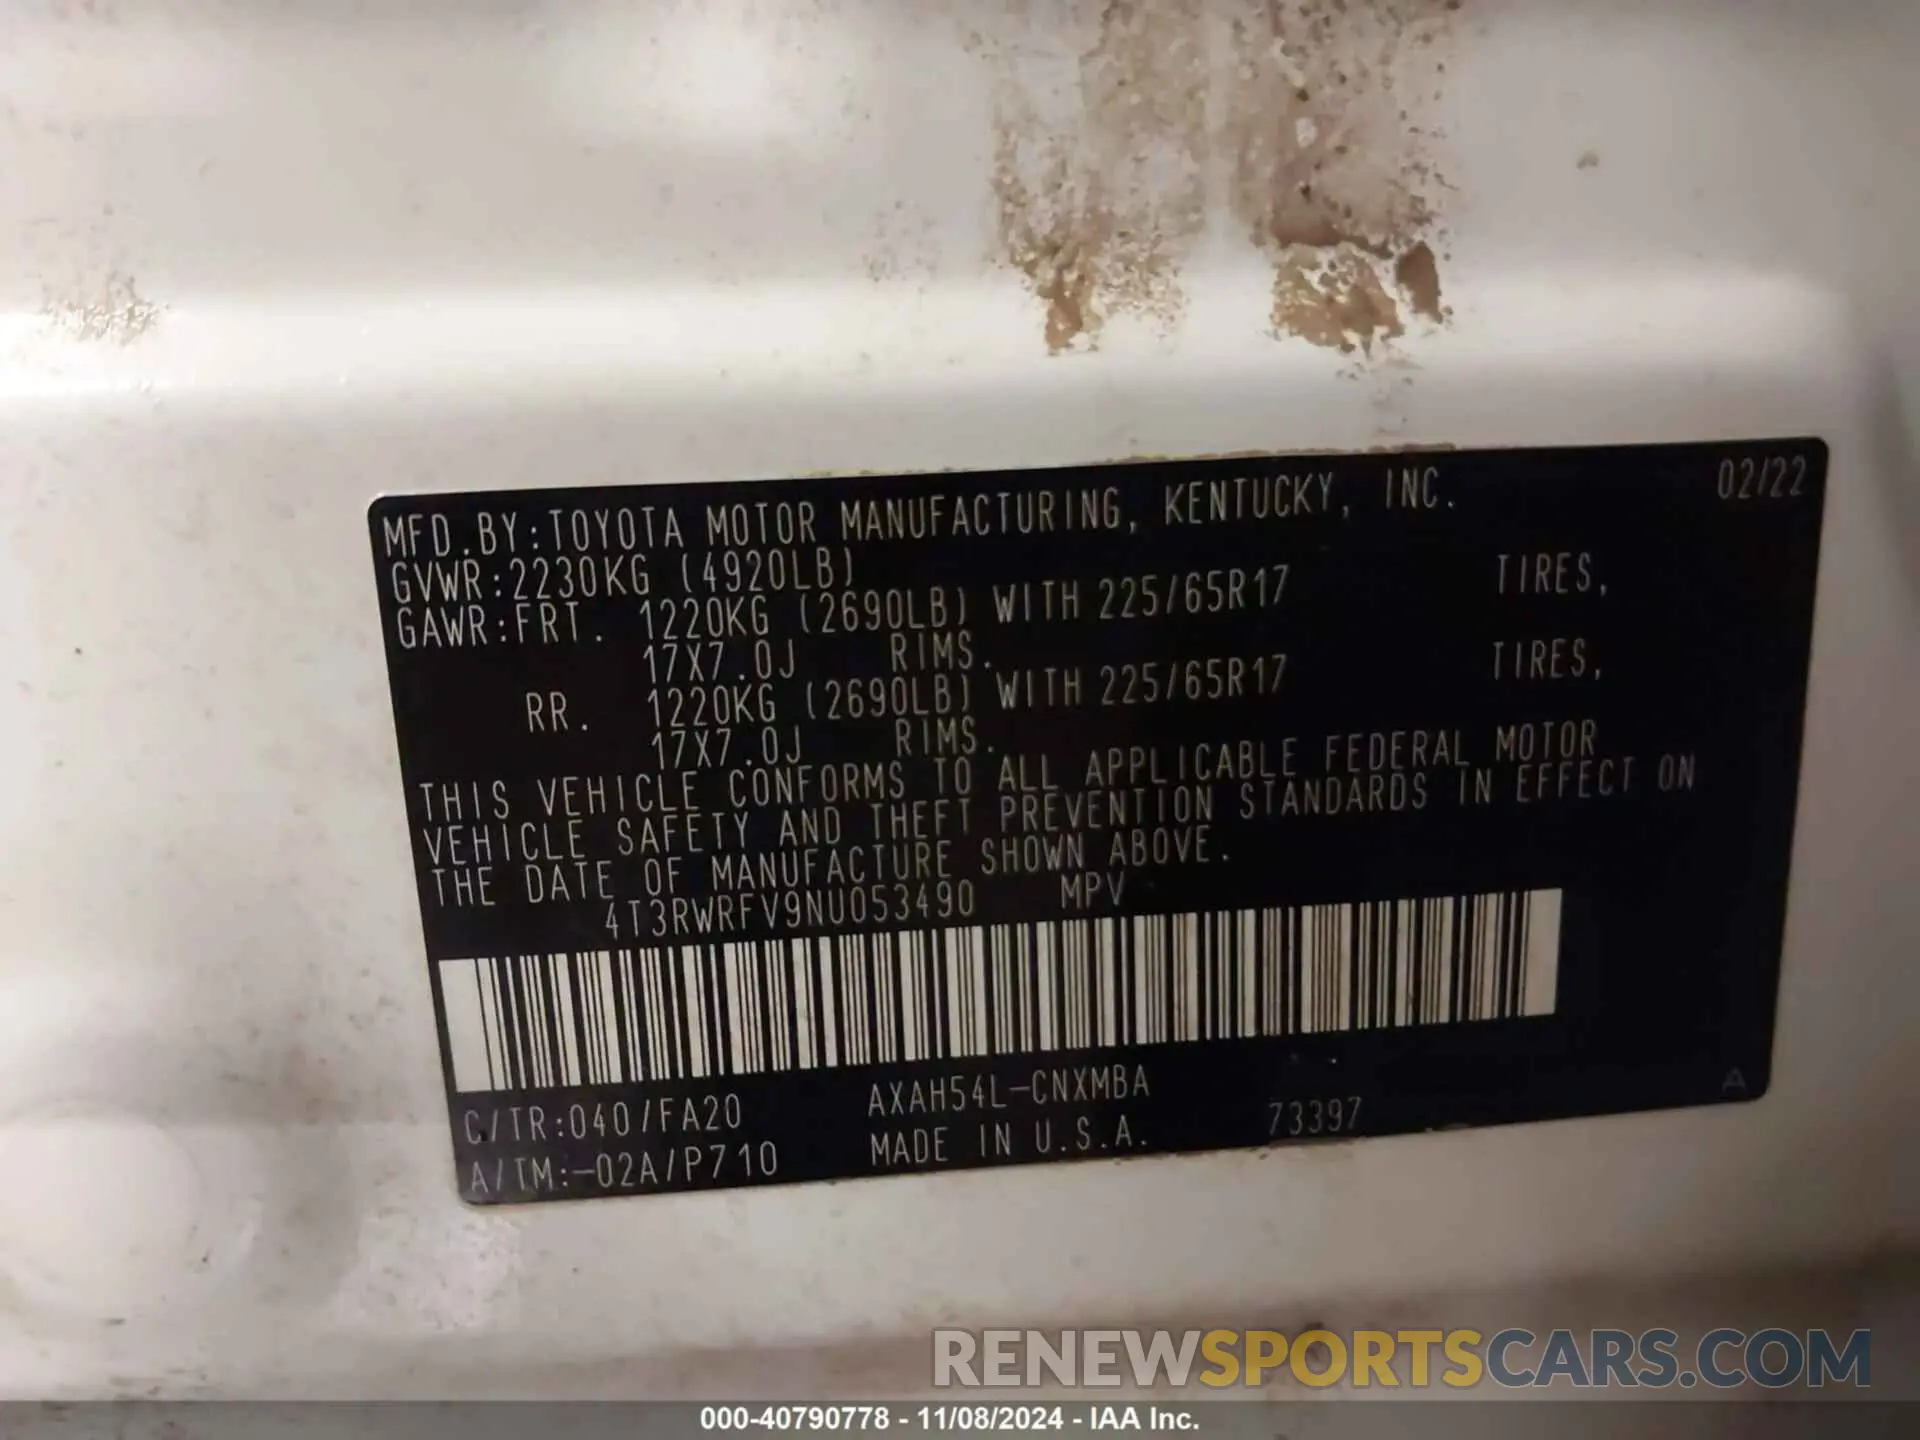 MFD.BY:TOYOTA MOTOR MANUFACTURING, KENTUCKY, INC. 02/22
GVWR:2230KG (4920LB)
GAWR:FRT. 1220KG (2690LB) WITH 225/65R17 TIRES,
17X7.0J RIMS.
RR. 1220KG (2690LB) WITH 225/65R17 TIRES,
17X7.0J RIMS.
THIS VEHICLE CONFORMS TO ALL APPLICABLE FEDERAL MOTOR
VEHICLE SAFETY AND THEFT PREVENTION STANDARDS IN EFFECT ON
THE DATE OF MANUFACTURE SHOWN ABOVE.
4T3RWRFV9NU053490 MPV
C/TR:040/FA20 AXAH54L-CNXMBA
A/TM:-02A/P710 MADE IN U.S.A. 73397
A
RENEWSPORTSCARS.COM
000-40790778 - 11/08/2024 - IAA Inc.